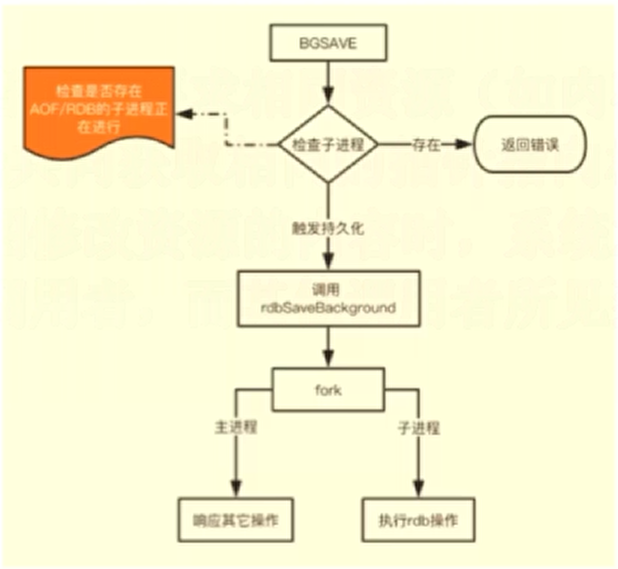 BGSAVE
检查是否存在
AOF/RDB的子进程正
在进行
检查子进程
存在
返回错误
触发持久化
调用
rdbSaveBackground
fork
主进程
子进程
响应其它操作
执行rdb操作